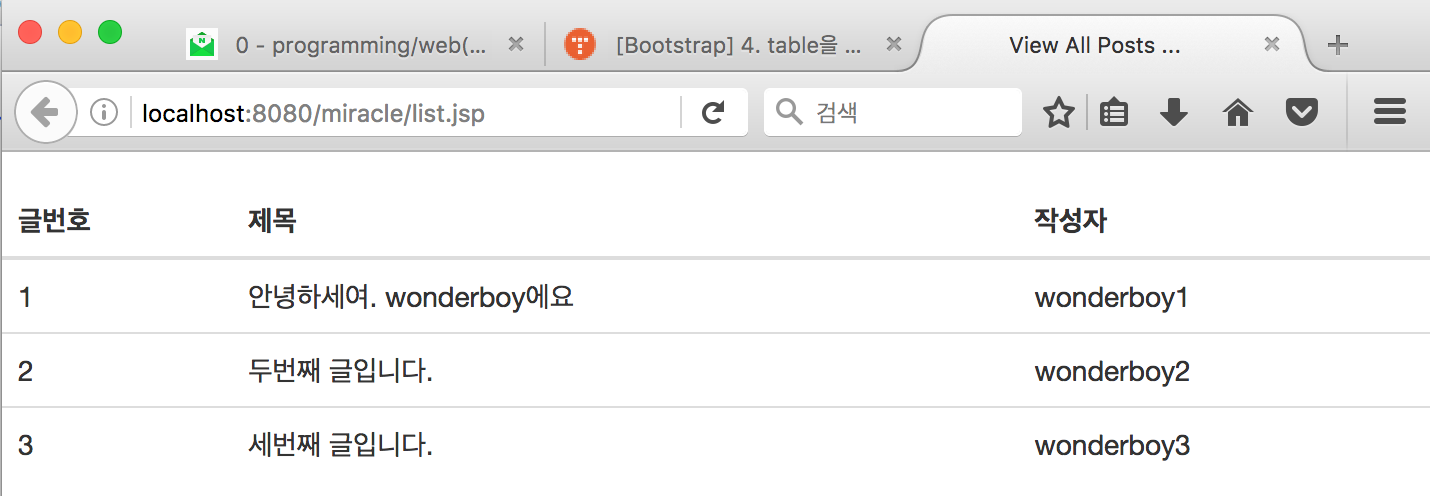 0 - programming/web(... [Bootstrap] 4. table을 ... View All Posts ...
localhost:8080/miracle/list.jsp 검색
글번호 제목 작성자
1 안녕하세여. wonderboy에요 wonderboy1
2 두번째 글입니다. wonderboy2
3 세번째 글입니다. wonderboy3